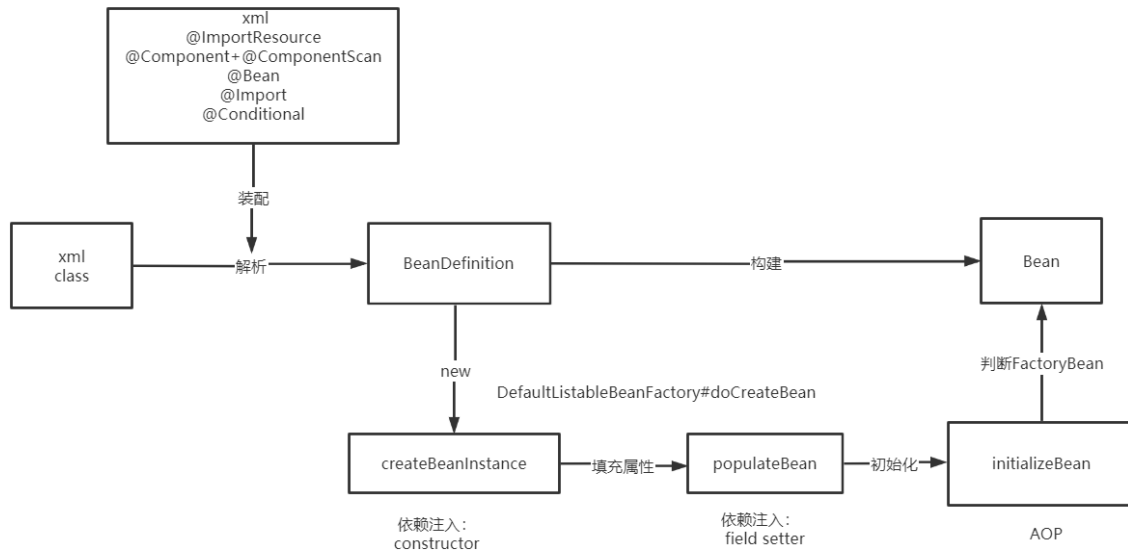 xml
@ImportResource
@Component+@ComponentScan
@Bean
@Import
@Conditional
装配
xml
class
解析
BeanDefinition
构建
Bean
new
DefaultListableBeanFactory#doCreateBean
判断FactoryBean
createBeanInstance
填充属性
populateBean
初始化
initializeBean
依赖注入：
constructor
依赖注入：
field setter
AOP